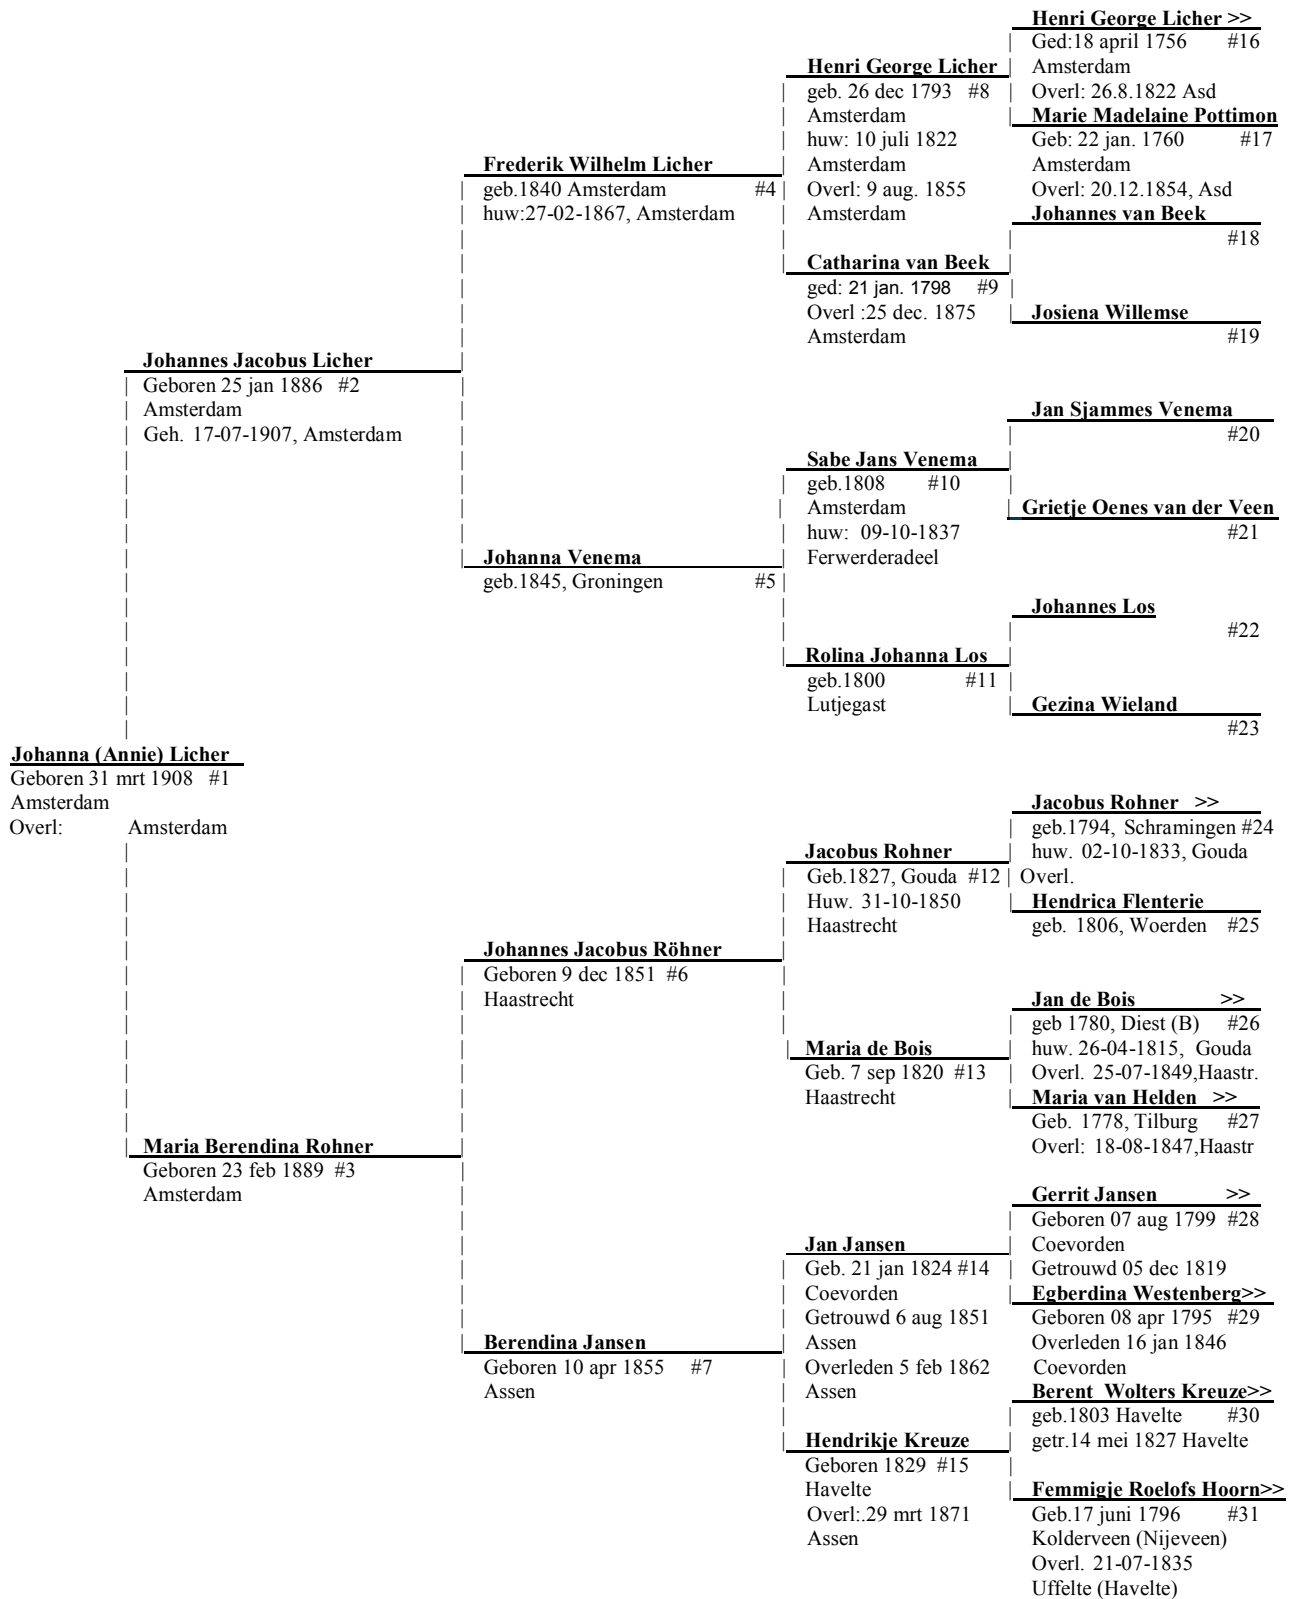 Henri George Licher >>
Ged:18 april 1756 #16
Amsterdam
Overl: 26.8.1822 Asd
Henri George Licher
geb. 26 dec 1793 #8
Amsterdam
huw: 10 juli 1822
Amsterdam
Overl: 9 aug. 1855
Amsterdam
Marie Madelaine Pottimon
Geb: 22 jan. 1760 #17
Amsterdam
Overl: 20.12.1854, Asd
Frederik Wilhelm Licher
geb.1840 Amsterdam #4
huw:27-02-1867, Amsterdam
Johannes van Beek
#18
Catharina van Beek
ged: 21 jan. 1798 #9
Overl :25 dec. 1875
Amsterdam
Josiena Willemse
#19
Johannes Jacobus Licher
Geboren 25 jan 1886 #2
Amsterdam
Geh. 17-07-1907, Amsterdam
Jan Sjammes Venema
#20
Sabe Jans Venema
geb.1808 #10
Amsterdam
huw: 09-10-1837
Ferwerderadeel
Grietje Oenes van der Veen
#21
Johanna Venema
geb.1845, Groningen #5
Johannes Los
#22
Rolina Johanna Los
geb.1800 #11
Lutjegast
Gezina Wieland
#23
Johanna (Annie) Licher
Geboren 31 mrt 1908 #1
Amsterdam
Overl: Amsterdam
Jacobus Rohner >>
geb.1794, Schramingen #24
huw. 02-10-1833, Gouda
Overl.
Jacobus Rohner
Geb.1827, Gouda #12
Huw. 31-10-1850
Haastrecht
Hendrica Flenterie
geb. 1806, Woerden #25
Johannes Jacobus Röhner
Geboren 9 dec 1851 #6
Haastrecht
Jan de Bois >>
geb 1780, Diest (B) #26
huw. 26-04-1815, Gouda
Overl. 25-07-1849,Haastr.
Maria de Bois
Geb. 7 sep 1820 #13
Haastrecht
Maria van Helden >>
Geb. 1778, Tilburg #27
Overl: 18-08-1847,Haastr
Maria Berendina Rohner
Geboren 23 feb 1889 #3
Amsterdam
Gerrit Jansen >>
Geboren 07 aug 1799 #28
Coevorden
Getrouwd 05 dec 1819
Jan Jansen
Geb. 21 jan 1824 #14
Coevorden
Getrouwd 6 aug 1851
Assen
Overleden 5 feb 1862
Assen
Egberdina Westenberg>>
Geboren 08 apr 1795 #29
Overleden 16 jan 1846
Coevorden
Berendina Jansen
Geboren 10 apr 1855 #7
Assen
Berent Wolters Kreuze>>
geb.1803 Havelte #30
getr.14 mei 1827 Havelte
Hendrikje Kreuze
Geboren 1829 #15
Havelte
Overl:.29 mrt 1871
Assen
Femmigje Roelofs Hoorn>>
Geb.17 juni 1796 #31
Kolderveen (Nijeveen)
Overl. 21-07-1835
Uffelte (Havelte)